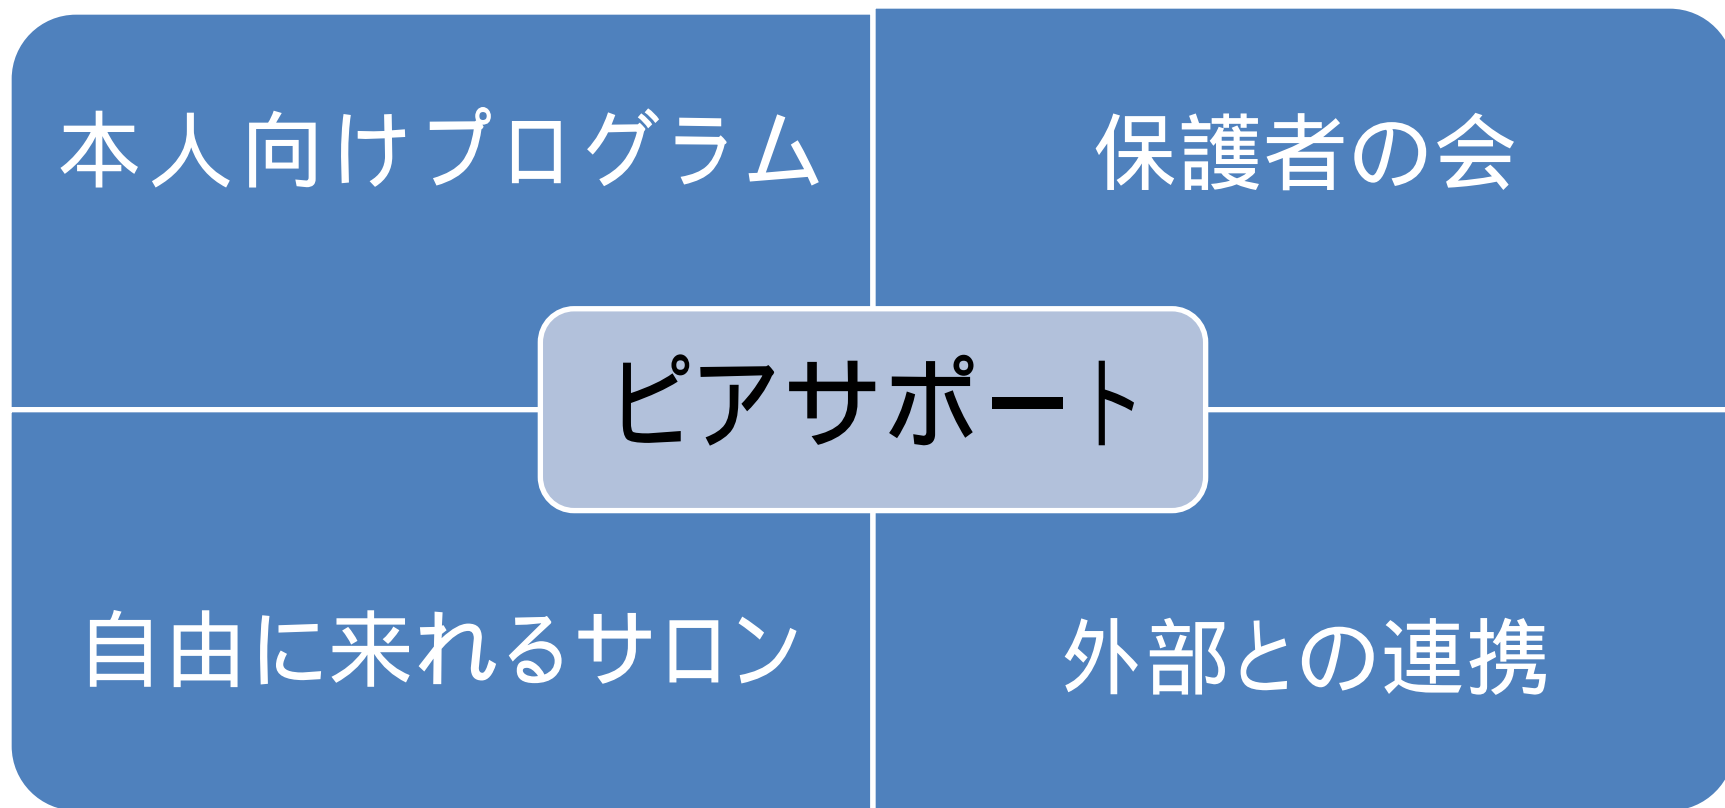 本人向けプログラム
保護者の会
ピアサポート
自由に来れるサロン
外部との連携